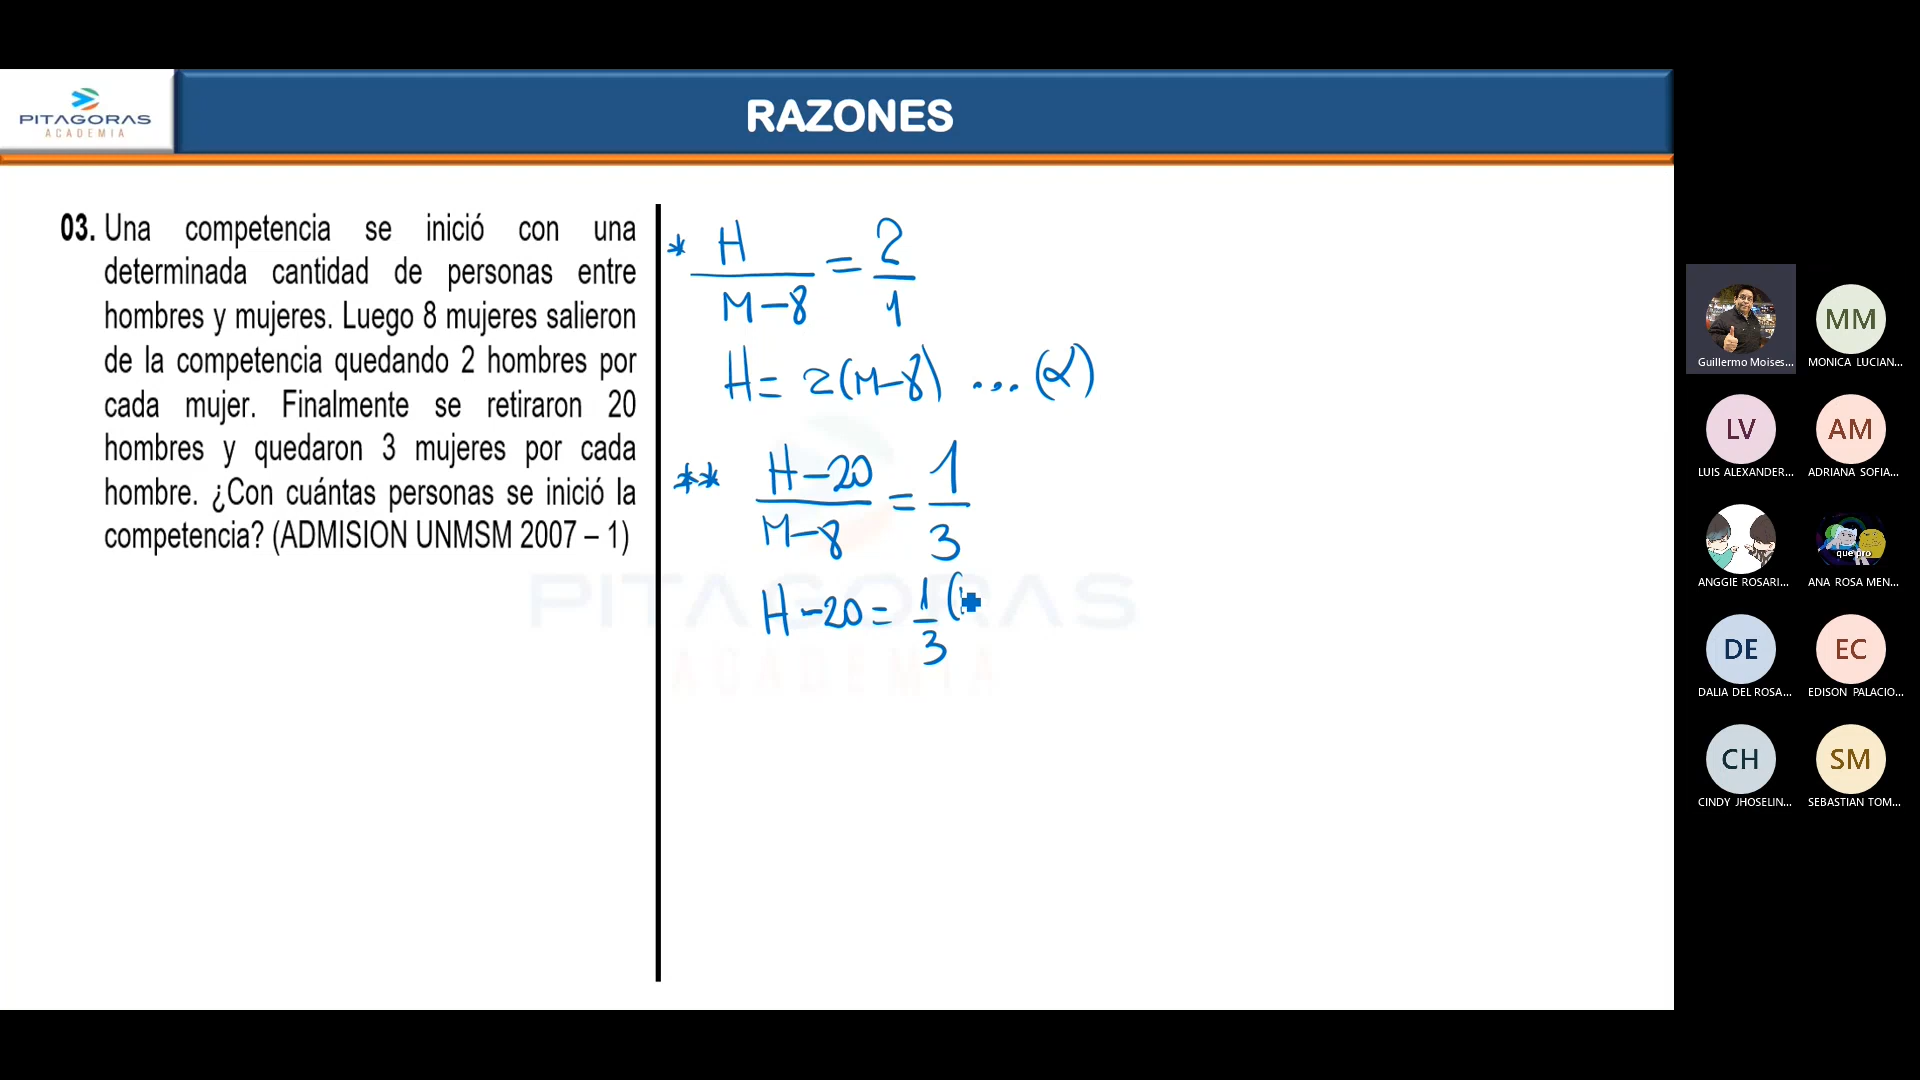 PITAGORAS
ACADEMIA
RAZONES
03. Una competencia se inició con una
determinada cantidad de personas entre
hombres y mujeres. Luego 8 mujeres salieron
de la competencia quedando 2 hombres por
cada mujer. Finalmente se retiraron 20
hombres y quedaron 3 mujeres por cada
hombre. ¿Con cuántas personas se inició la
competencia? (ADMISION UNMSM 2007 – 1)
* H / M-8 = 2 / 1
H = 2(M-8) ... (α)
** H-20 / M-8 = 1 / 3
H-20 = 1/3 (
PITAGORAS
ACADEMIA
Guillermo Moises...
MM
MONICA LUCIAN...
LV
LUIS ALEXANDER...
AM
ADRIANA SOFIA...
ANGGIE ROSARI...
que pro
ANA ROSA MEN...
DE
DALIA DEL ROSA...
EC
EDISON PALACIO...
CH
CINDY JHOSELIN...
SM
SEBASTIAN TOM...